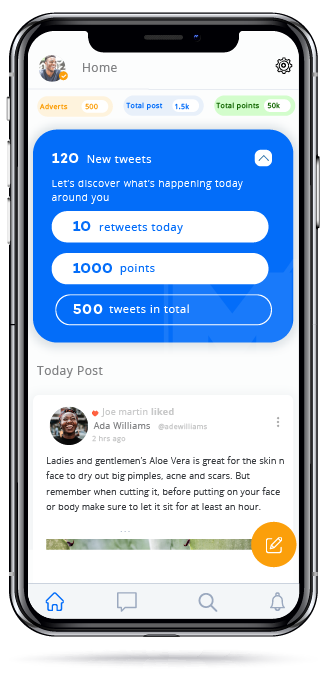 Home
Adverts 500 Total post 1.5k Total points 50k
120 New tweets
Let's discover what's happening today
around you
10 retweets today
1000 points
500 tweets in total
Today Post
Joe martin liked
Ada Williams @adewilliams
2 hrs ago
Ladies and gentlemen's Aloe Vera is great for the skin n
face to dry out big pimples, acne and scars. But
remember when cutting it, before putting on your face
or body make sure to let it sit for at least an hour.
...